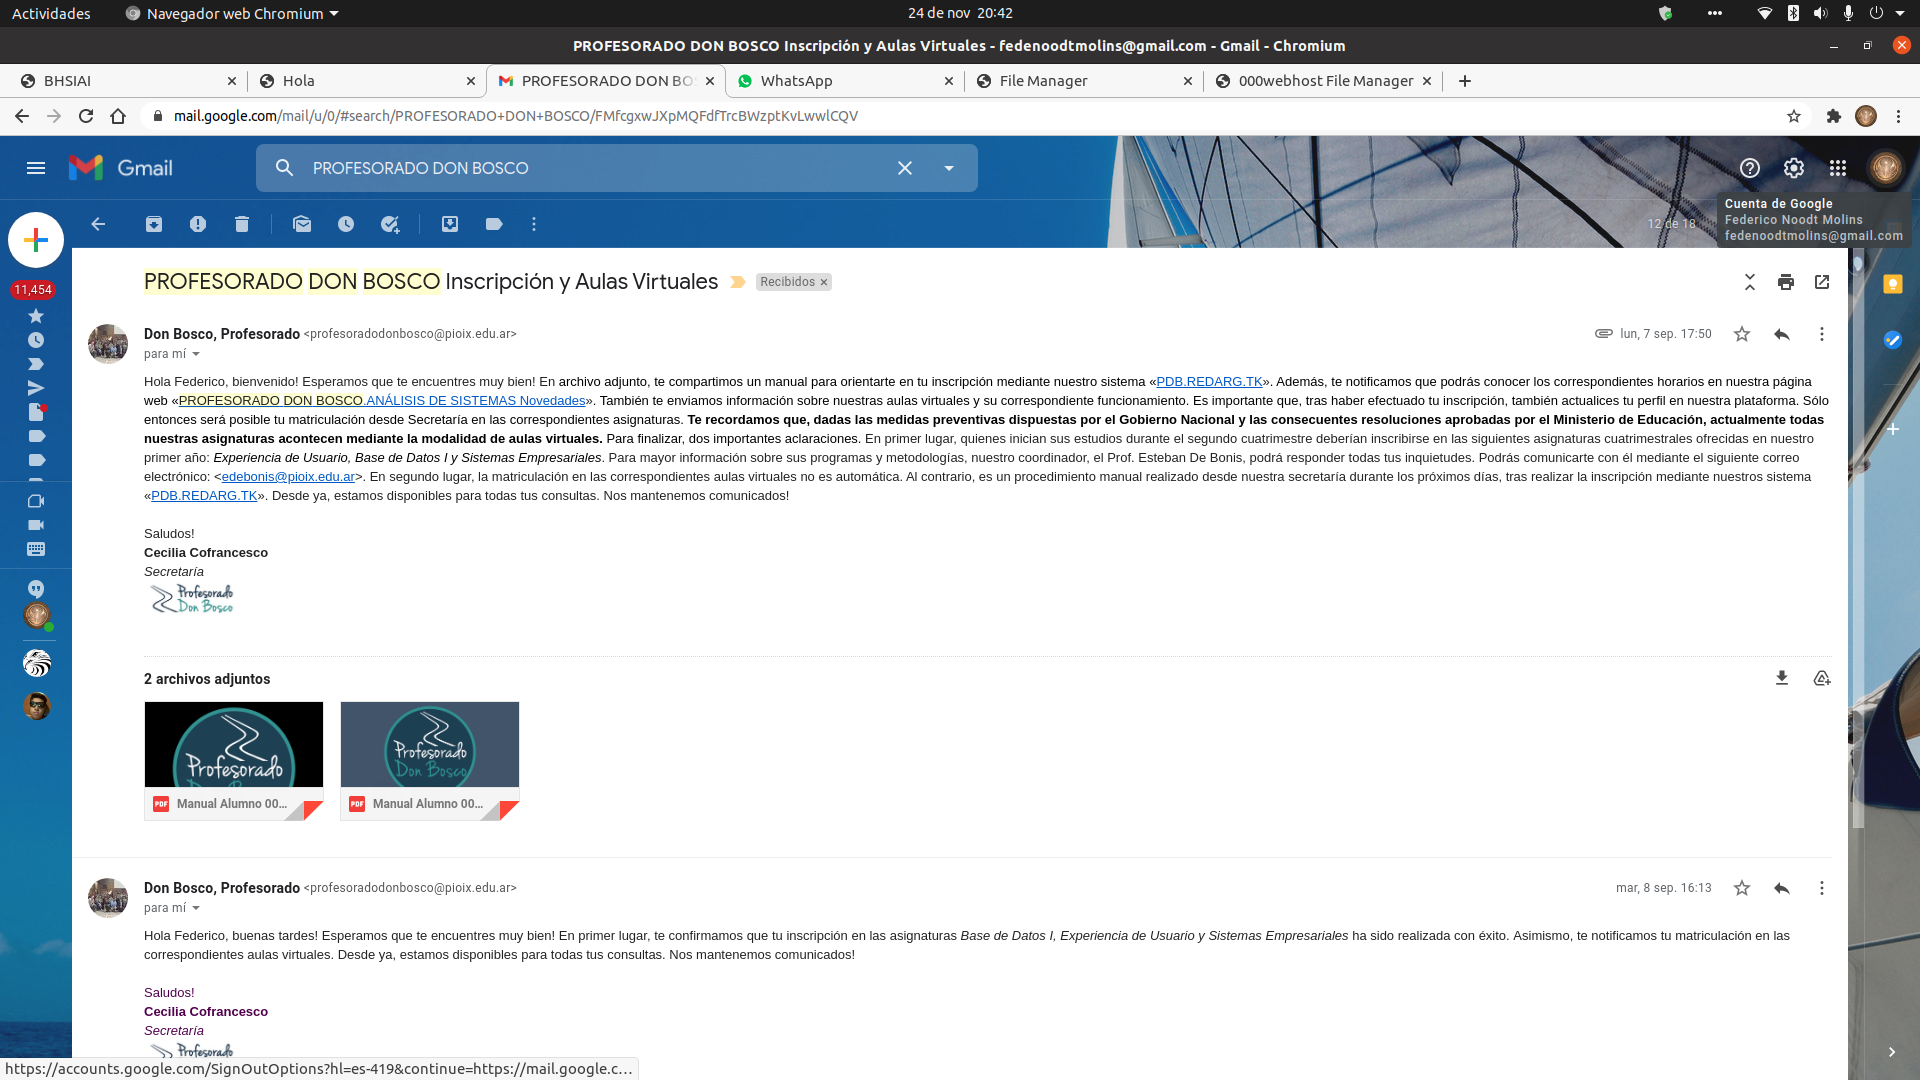 Actividades
Navegador web Chromium
24 de nov 20:42
PROFESORADO DON BOSCO Inscripción y Aulas Virtuales - fedenoodtmolins@gmail.com - Gmail - Chromium
BHSIAI
Hola
PROFESORADO DON BO
WhatsApp
File Manager
000webhost File Manager
mail.google.com/mail/u/0/#search/PROFESORADO+DON+BOSCO/FMfcgxwJXpMQFdfTrcBWzptKvLwwlCQV
Gmail
PROFESORADO DON BOSCO
12 de 18
Cuenta de Google
Federico Noodt Molins
fedenoodtmolins@gmail.com
11,454
PROFESORADO DON BOSCO Inscripción y Aulas Virtuales
Recibidos ×
Don Bosco, Profesorado <profesoradodonbosco@pioix.edu.ar>
lun, 7 sep. 17:50
para mí
Hola Federico, bienvenido! Esperamos que te encuentres muy bien! En archivo adjunto, te compartimos un manual para orientarte en tu inscripción mediante nuestro sistema «PDB.REDARG.TK». Además, te notificamos que podrás conocer los correspondientes horarios en nuestra página
web «PROFESORADO DON BOSCO.ANÁLISIS DE SISTEMAS Novedades». También te enviamos información sobre nuestras aulas virtuales y su correspondiente funcionamiento. Es importante que, tras haber efectuado tu inscripción, también actualices tu perfil en nuestra plataforma. Sólo
entonces será posible tu matriculación desde Secretaría en las correspondientes asignaturas. Te recordamos que, dadas las medidas preventivas dispuestas por el Gobierno Nacional y las consecuentes resoluciones aprobadas por el Ministerio de Educación, actualmente todas
nuestras asignaturas acontecen mediante la modalidad de aulas virtuales. Para finalizar, dos importantes aclaraciones. En primer lugar, quienes inician sus estudios durante el segundo cuatrimestre deberían inscribirse en las siguientes asignaturas cuatrimestrales ofrecidas en nuestro
primer año: Experiencia de Usuario, Base de Datos I y Sistemas Empresariales. Para mayor información sobre sus programas y metodologías, nuestro coordinador, el Prof. Esteban De Bonis, podrá responder todas tus inquietudes. Podrás comunicarte con él mediante el siguiente correo
electrónico: <edebonis@pioix.edu.ar>. En segundo lugar, la matriculación en las correspondientes aulas virtuales no es automática. Al contrario, es un procedimiento manual realizado desde nuestra secretaría durante los próximos días, tras realizar la inscripción mediante nuestros sistema
«PDB.REDARG.TK». Desde ya, estamos disponibles para todas tus consultas. Nos mantenemos comunicados!
Saludos!
Cecilia Cofrancesco
Secretaría
Profesorado
Don Bosco
2 archivos adjuntos
Profesorado
Don Bosco
Profesorado
Don Bosco
PDF Manual Alumno 00...
PDF Manual Alumno 00...
Don Bosco, Profesorado <profesoradodonbosco@pioix.edu.ar>
mar, 8 sep. 16:13
para mí
Hola Federico, buenas tardes! Esperamos que te encuentres muy bien! En primer lugar, te confirmamos que tu inscripción en las asignaturas Base de Datos I, Experiencia de Usuario y Sistemas Empresariales ha sido realizada con éxito. Asimismo, te notificamos tu matriculación en las
correspondientes aulas virtuales. Desde ya, estamos disponibles para todas tus consultas. Nos mantenemos comunicados!
Saludos!
Cecilia Cofrancesco
Secretaría
Profesorado
https://accounts.google.com/SignOutOptions?hl=es-419&continue=https://mail.google.c...